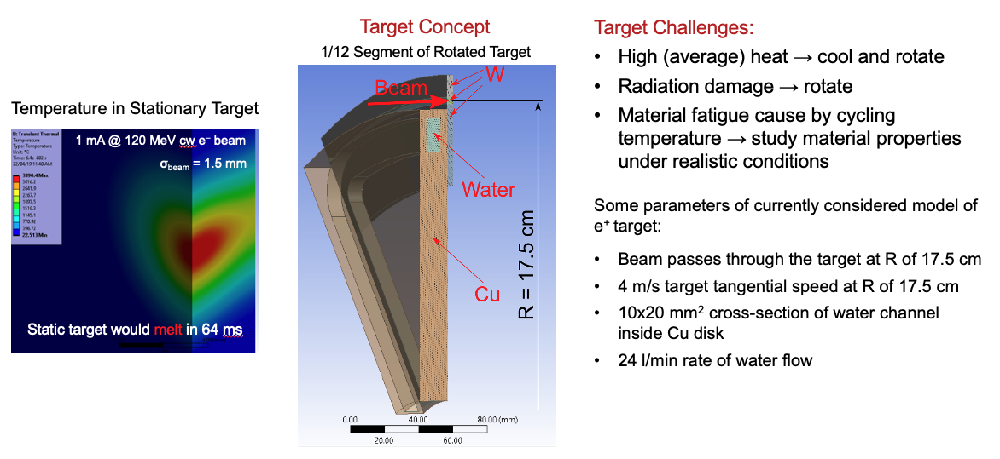 Temperature in Stationary Target
B: Transient Thermal
Temperature
Type: Temperature
Unit: °C
Time: 6.4e-002 s
22/04/19 11:40 AM
3390.4 Max
3016.2
2641.9
2267.7
1893.5
1519.3
1145.1
770.92
396.72
22.513 Min
1 mA @ 120 MeV cw e⁻ beam
σbeam = 1.5 mm
Static target would melt in 64 ms
Target Concept
1/12 Segment of Rotated Target
W
Beam
Water
Cu
R = 17.5 cm
0.00 40.00 80.00 (mm)
20.00 60.00
Target Challenges:
• High (average) heat → cool and rotate
• Radiation damage → rotate
• Material fatigue cause by cycling
temperature → study material properties
under realistic conditions
Some parameters of currently considered model of
e⁺ target:
• Beam passes through the target at R of 17.5 cm
• 4 m/s target tangential speed at R of 17.5 cm
• 10x20 mm² cross-section of water channel
inside Cu disk
• 24 l/min rate of water flow